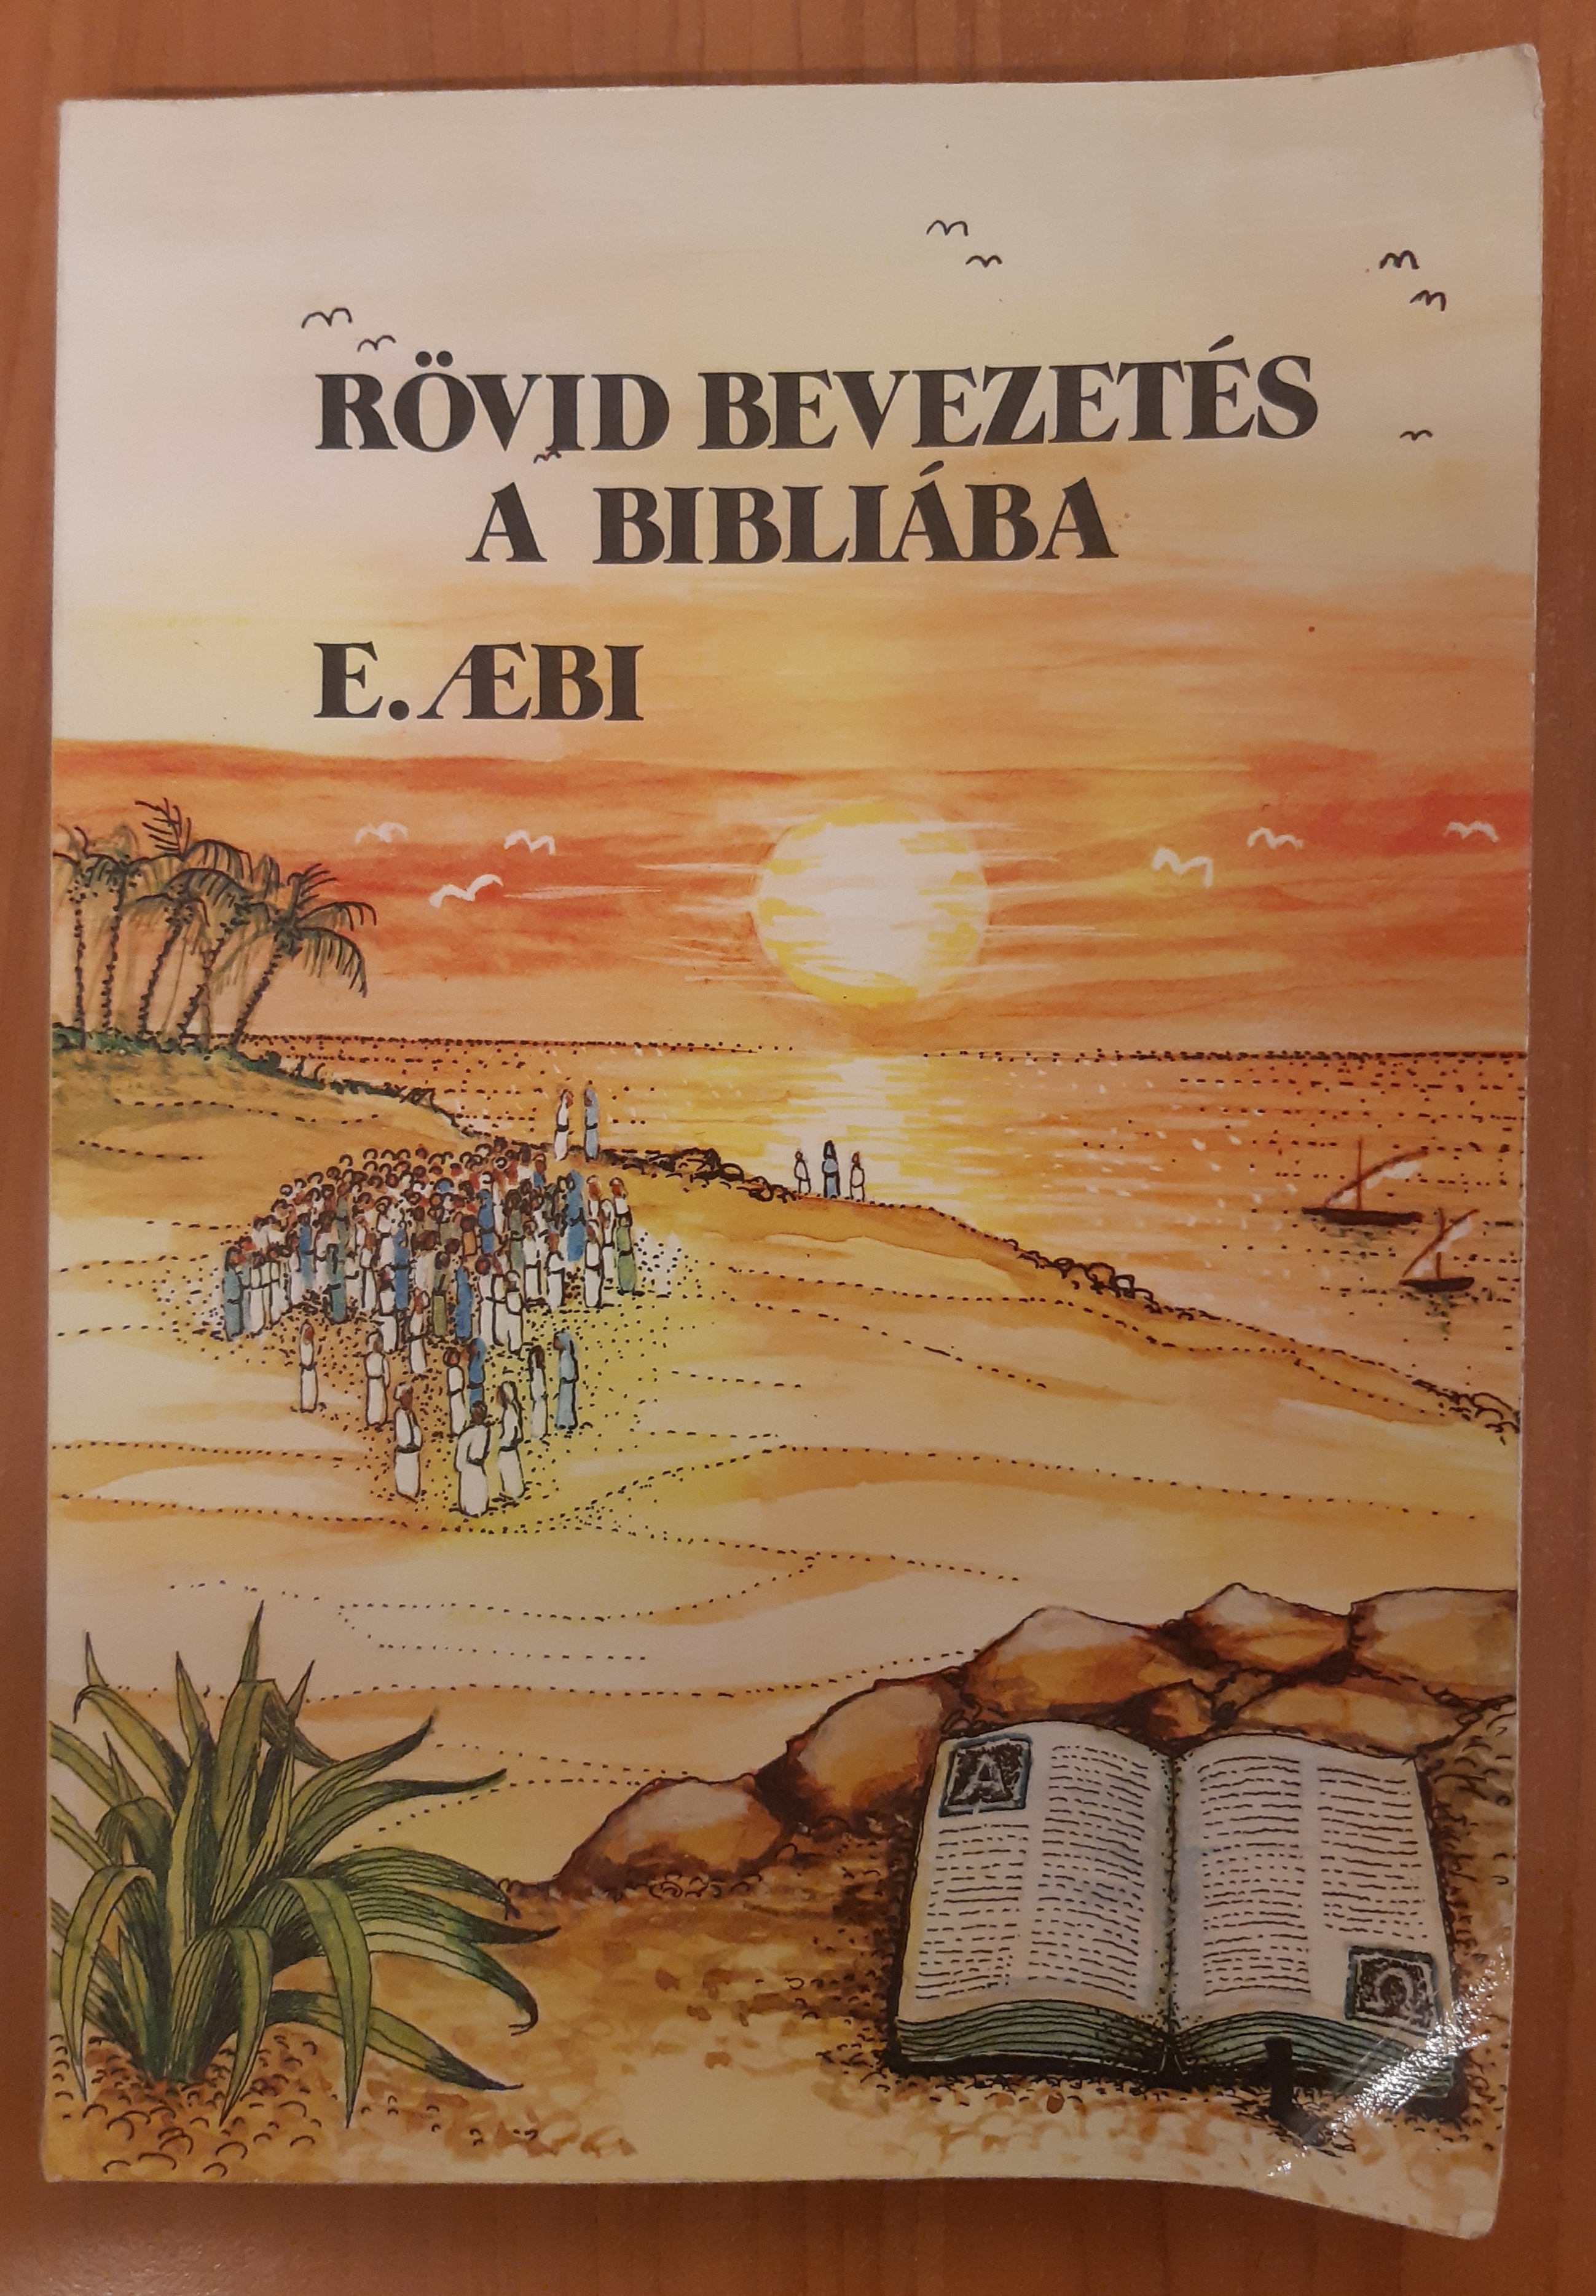 RÖVID BEVEZETÉS
A BIBLIÁBA
E. ÆBI
A
Ω